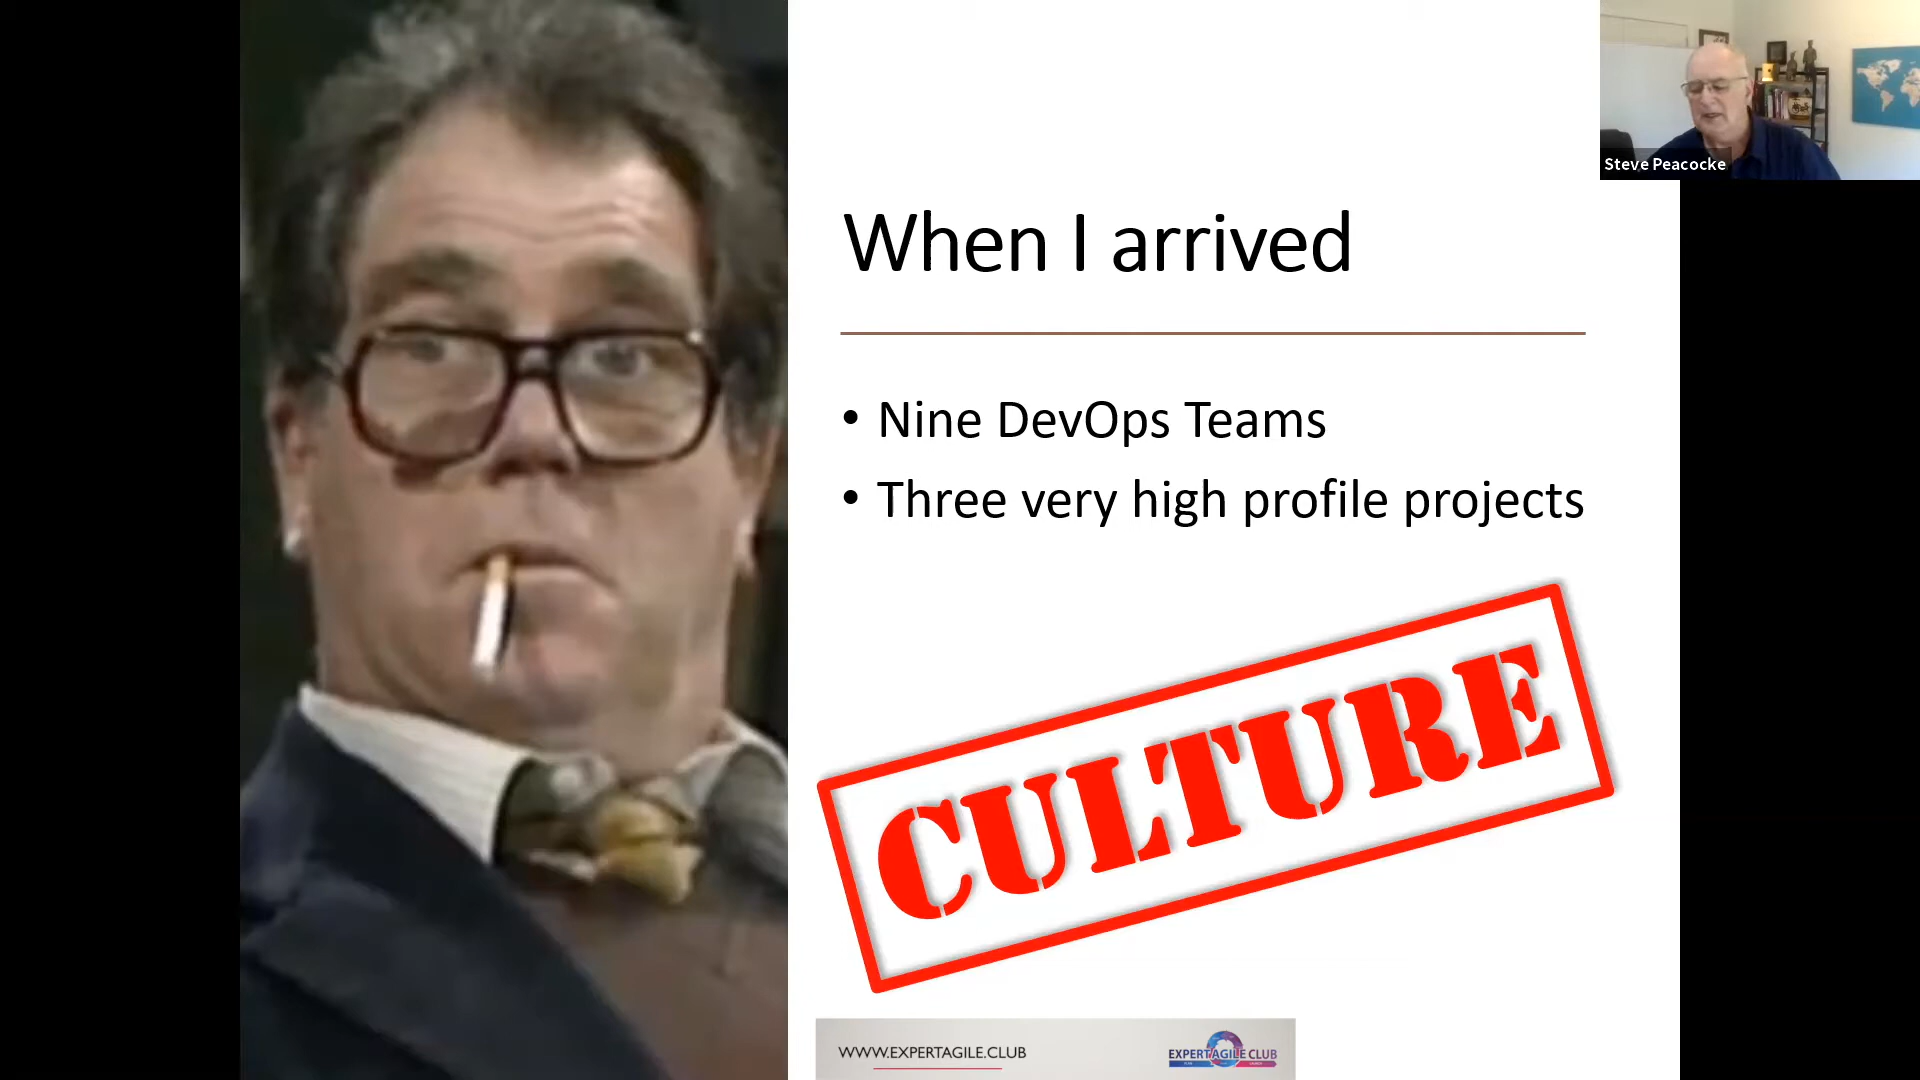 Steve Peacocke
When I arrived
• Nine DevOps Teams
• Three very high profile projects
CULTURE
WWW.EXPERTAGILE.CLUB
EXPERTAGILE CLUB